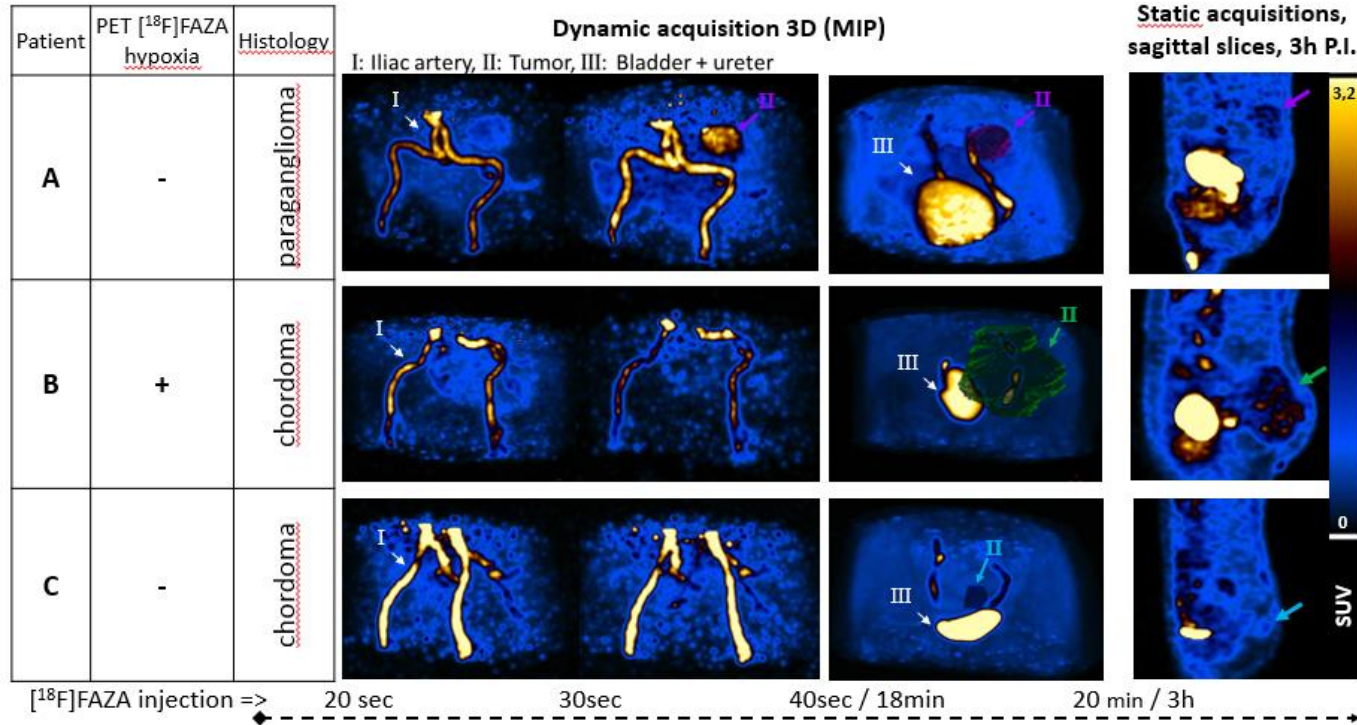 Patient
PET [¹⁸F]FAZA
hypoxia
Histology
Dynamic acquisition 3D (MIP)
I: Iliac artery, II: Tumor, III: Bladder + ureter
Static acquisitions,
sagittal slices, 3h P.I.
A
-
paraganglioma
I
II
III
II
3,2
B
+
chordoma
I
III
II
C
-
chordoma
I
III
II
0
SUV
[¹⁸F]FAZA injection =>
20 sec
30sec
40sec / 18min
20 min / 3h